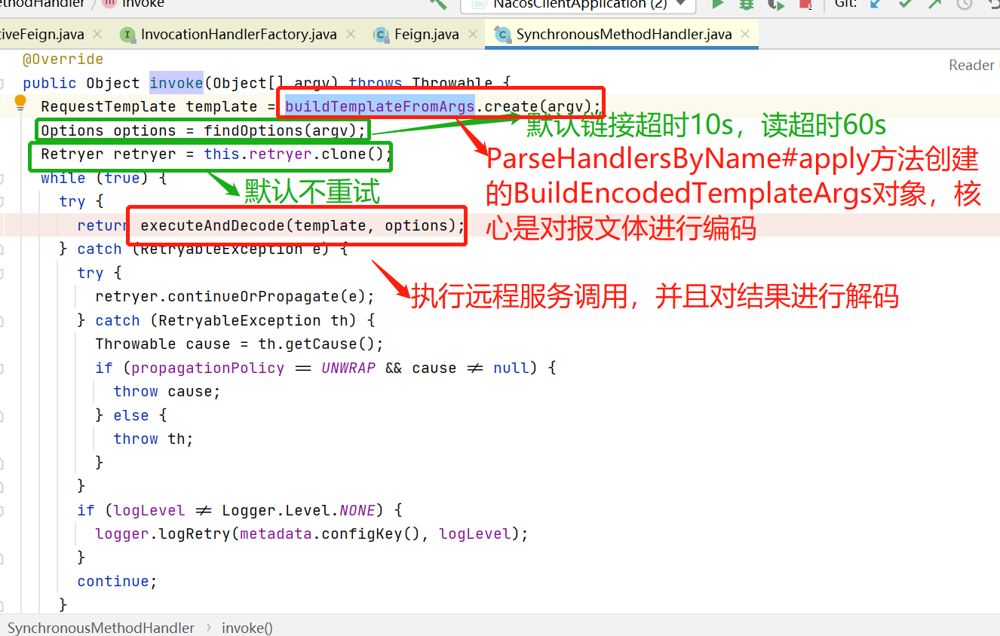 ethodHandler
invoke
NacosClientApplication (2)
Git:
tiveFeign.java
InvocationHandlerFactory.java
Feign.java
SynchronousMethodHandler.java
Reader
@Override
public Object invoke(Object[] argv) throws Throwable {
RequestTemplate template = buildTemplateFromArgs.create(argv);
默认链接超时10s，读超时60s
Options options = findOptions(argv);
Retryer retryer = this.retryer.clone();
ParseHandlersByName#apply方法创建
的BuildEncodedTemplateArgs对象，核
心是对报文体进行编码
while (true) {
默认不重试
try {
return executeAndDecode(template, options);
} catch (RetryableException e) {
try {
执行远程服务调用，并且对结果进行解码
retryer.continueOrPropagate(e);
} catch (RetryableException th) {
Throwable cause = th.getCause();
if (propagationPolicy == UNWRAP && cause != null) {
throw cause;
} else {
throw th;
}
}
if (logLevel != Logger.Level.NONE) {
logger.logRetry(metadata.configKey(), logLevel);
}
continue;
}
SynchronousMethodHandler › invoke()